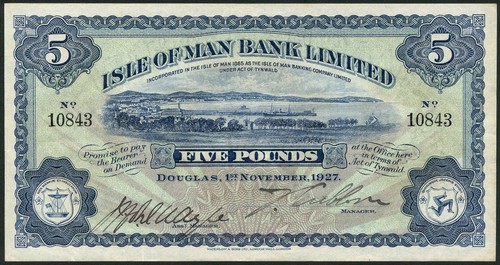 5 5
ISLE OF MAN BANK LIMITED
INCORPORATED IN THE ISLE OF MAN 1865 AS THE ISLE OF MAN BANKING COMPANY LIMITED
UNDER ACT OF TYNWALD
No. No.
10843 10843
Promise to pay
the Bearer
on Demand
at the Office here
in terms of
Act of Tynwald.
FIVE POUNDS
DOUGLAS, 1st NOVEMBER, 1927.
Asst. MANAGER.
MANAGER.